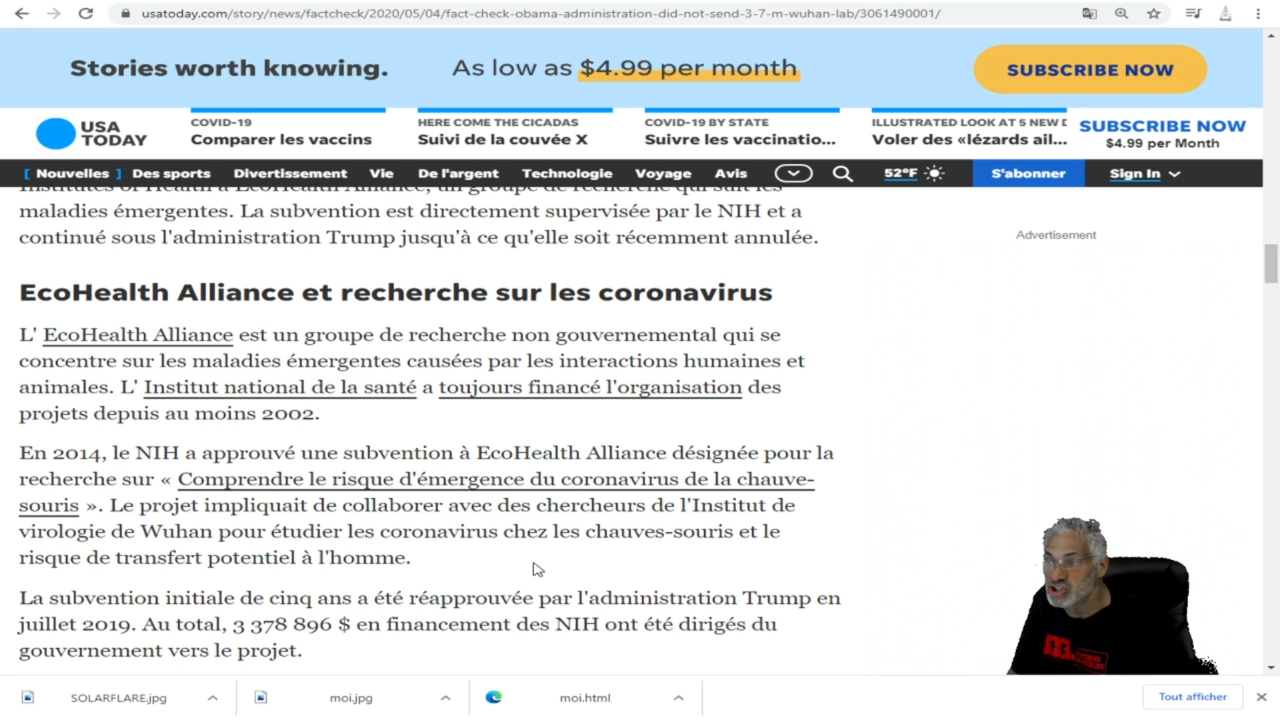 usatoday.com/story/news/factcheck/2020/05/04/fact-check-obama-administration-did-not-send-3-7-m-wuhan-lab/3061490001/
Stories worth knowing.
As low as $4.99 per month
SUBSCRIBE NOW
USA TODAY
COVID-19
Comparer les vaccins
HERE COME THE CICADAS
Suivi de la couvée X
COVID-19 BY STATE
Suivre les vaccinatio...
ILLUSTRATED LOOK AT 5 NEW D
Voler des «lézards ail...
SUBSCRIBE NOW
$4.99 per Month
[ Nouvelles ] Des sports Divertissement Vie De l'argent Technologie Voyage Avis 52°F S'abonner Sign In
Institutes of Health à EcoHealth Alliance, un groupe de recherche qui suit les
maladies émergentes. La subvention est directement supervisée par le NIH et a
continué sous l'administration Trump jusqu'à ce qu'elle soit récemment annulée.
Advertisement
EcoHealth Alliance et recherche sur les coronavirus
L' EcoHealth Alliance est un groupe de recherche non gouvernemental qui se
concentre sur les maladies émergentes causées par les interactions humaines et
animales. L' Institut national de la santé a toujours financé l'organisation des
projets depuis au moins 2002.
En 2014, le NIH a approuvé une subvention à EcoHealth Alliance désignée pour la
recherche sur « Comprendre le risque d'émergence du coronavirus de la chauve-
souris ». Le projet impliquait de collaborer avec des chercheurs de l'Institut de
virologie de Wuhan pour étudier les coronavirus chez les chauves-souris et le
risque de transfert potentiel à l'homme.
La subvention initiale de cinq ans a été réapprouvée par l'administration Trump en
juillet 2019. Au total, 3 378 896 $ en financement des NIH ont été dirigés du
gouvernement vers le projet.
SOLARFLARE.jpg
moi.jpg
moi.html
Tout afficher